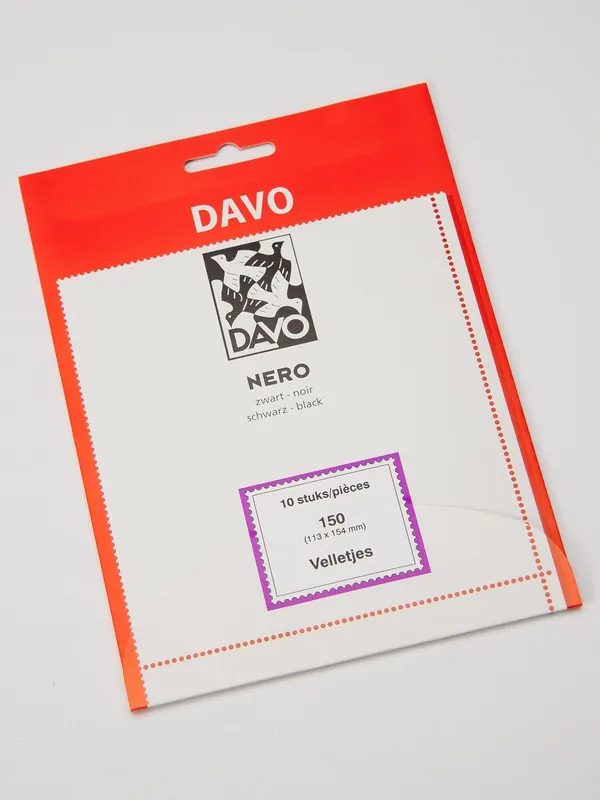 DAVO
DAVO
NERO
zwart - noir
schwarz - black
10 stuks/pièces
150
(113 x 154 mm)
Velletjes